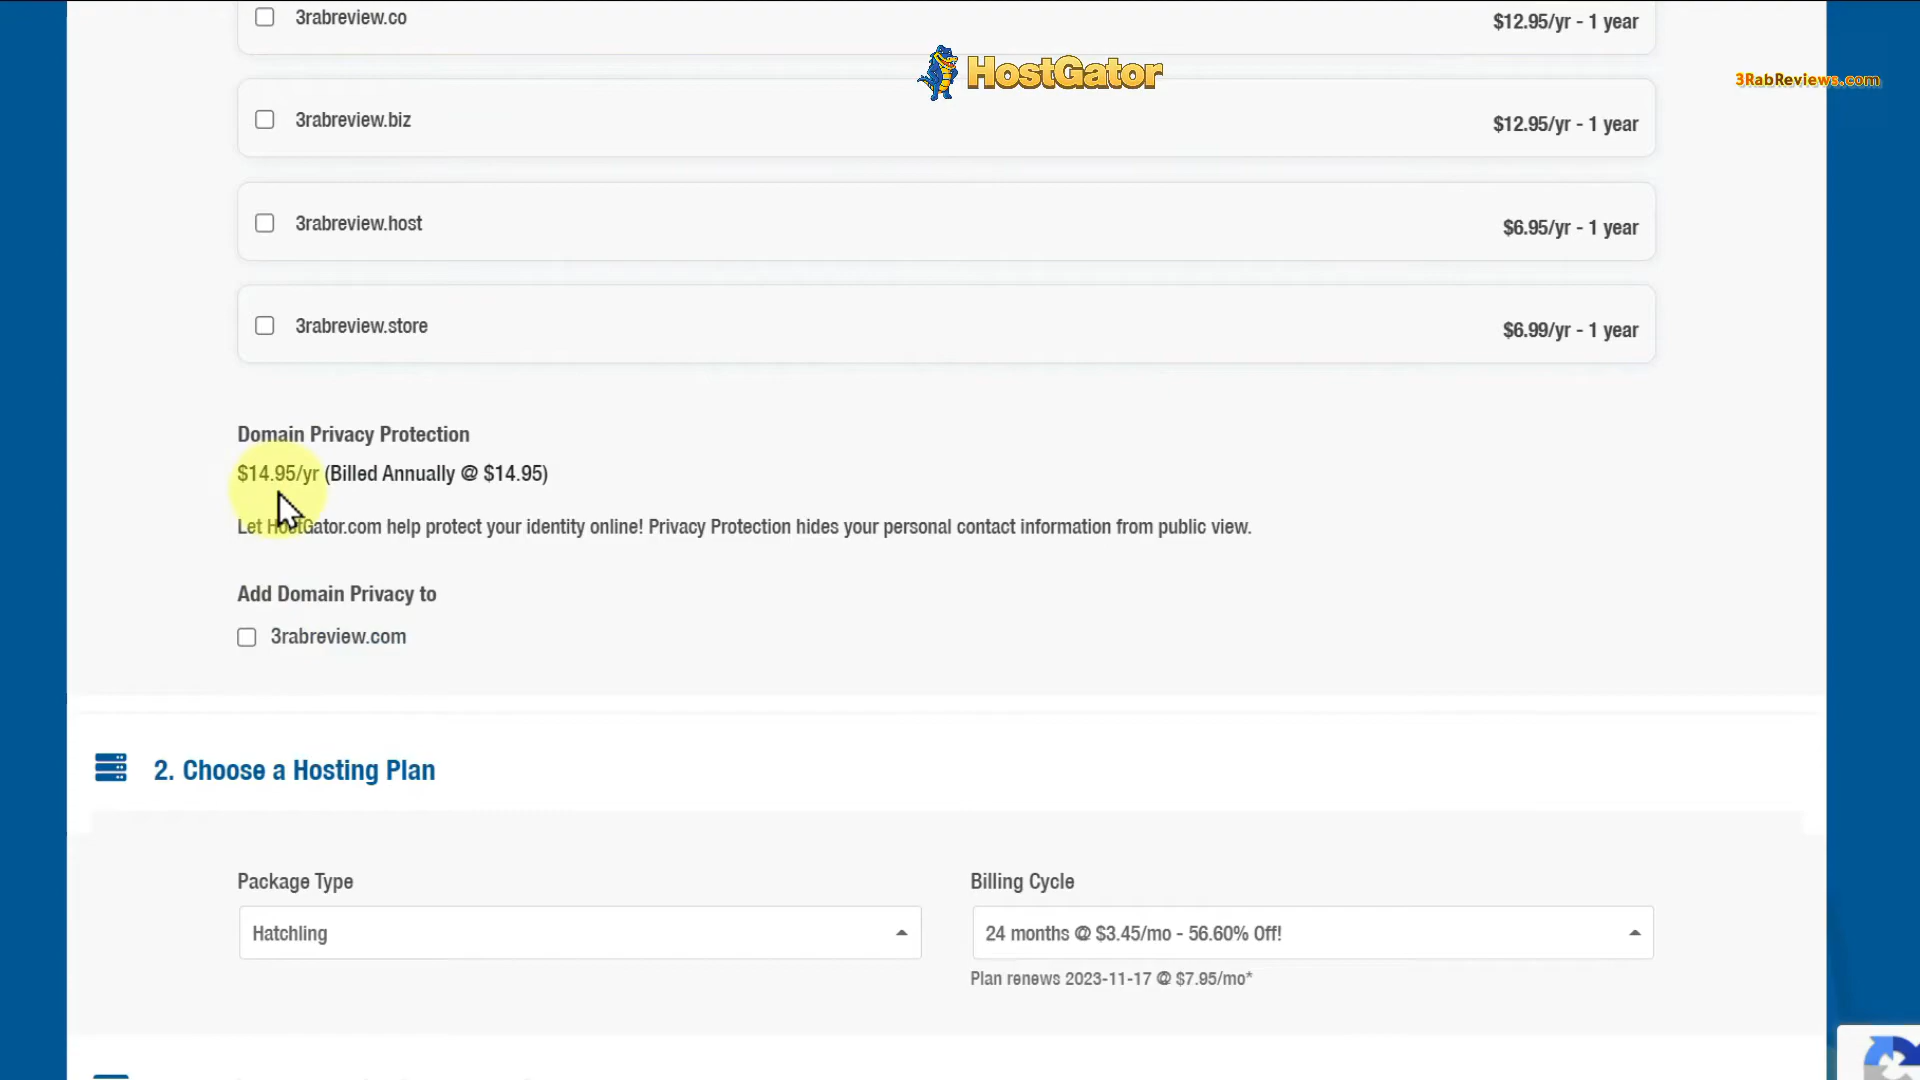 3rabreview.co
$12.95/yr - 1 year
HostGator
3RabReviews.com
3rabreview.biz
$12.95/yr - 1 year
3rabreview.host
$6.95/yr - 1 year
3rabreview.store
$6.99/yr - 1 year
Domain Privacy Protection
$14.95/yr (Billed Annually @ $14.95)
Let HostGator.com help protect your identity online! Privacy Protection hides your personal contact information from public view.
Add Domain Privacy to
3rabreview.com
2. Choose a Hosting Plan
Package Type
Billing Cycle
Hatchling
24 months @ $3.45/mo - 56.60% Off!
Plan renews 2023-11-17 @ $7.95/mo*